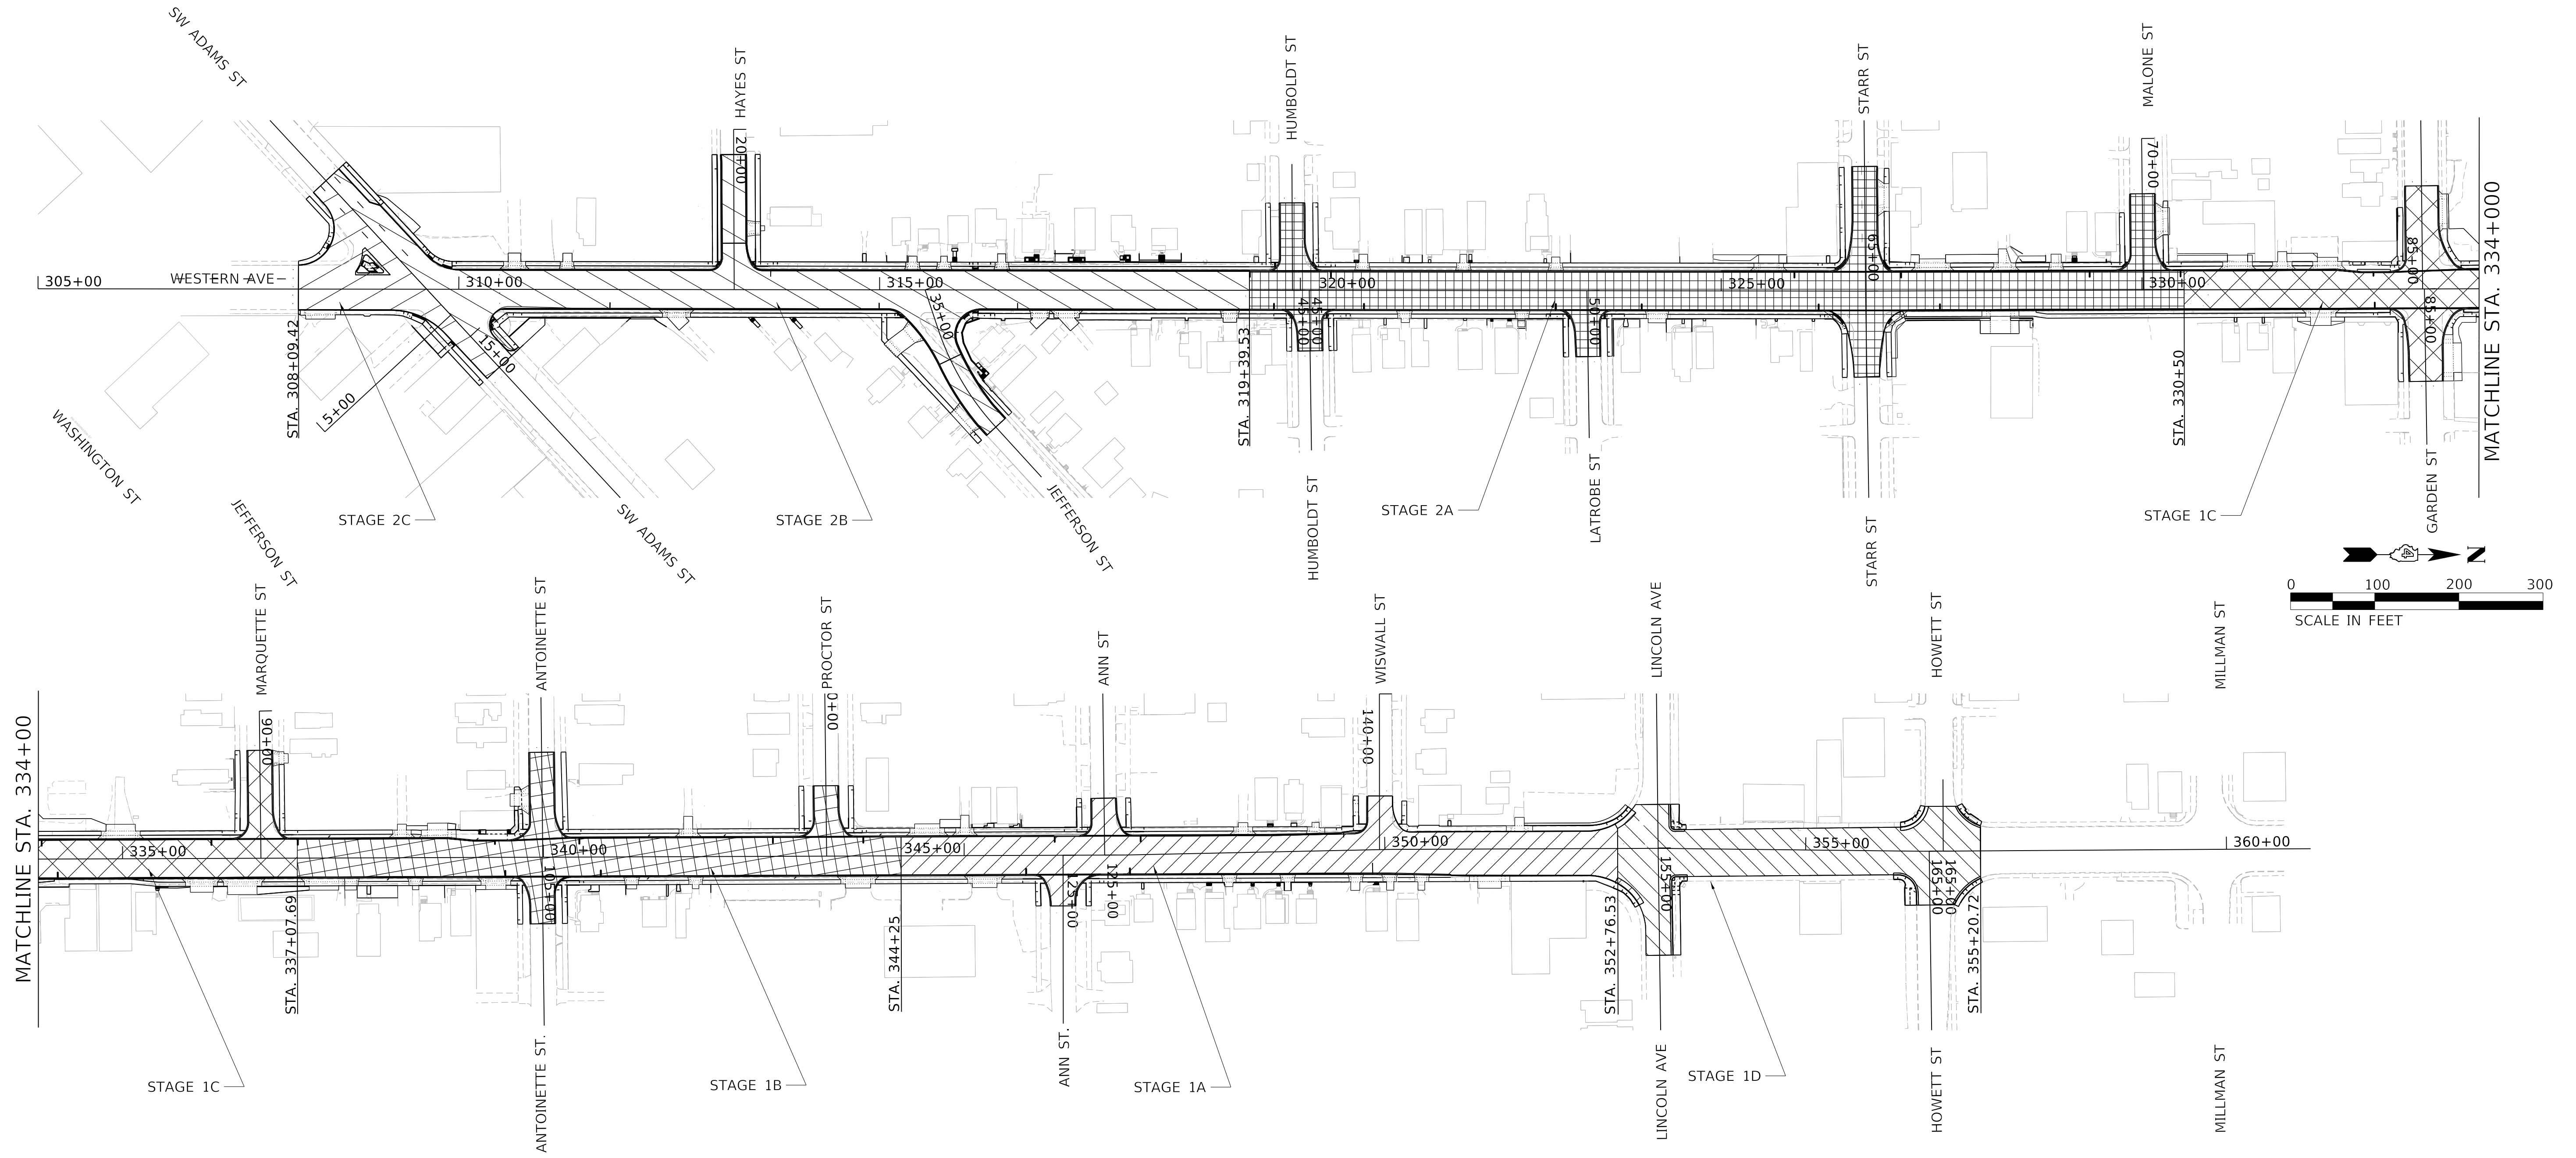 SW ADAMS ST
HAYES ST
HUMBOLDT ST
STARR ST
MALONE ST
20+00
70+00
65+00
85+00
MATCHLINE STA. 334+000
305+00
WESTERN AVE
310+00
315+00
320+00
325+00
330+00
35+00
45+00
45+00
50+00
85+00
15+00
5+00
STA. 308+09.42
STA. 319+39.53
STA. 330+50
WASHINGTON ST
JEFFERSON ST
STAGE 2C
STAGE 2B
STAGE 2A
STAGE 1C
SW ADAMS ST
JEFFERSON ST
HUMBOLDT ST
LATROBE ST
STARR ST
GARDEN ST
N
0 100 200 300
SCALE IN FEET
MARQUETTE ST
ANTOINETTE ST
PROCTOR ST
ANN ST
WISWALL ST
LINCOLN AVE
HOWETT ST
MILLMAN ST
MATCHLINE STA. 334+00
90+00
140+00
335+00
340+00
345+00
350+00
355+00
360+00
105+00
125+00
125+00
155+00
165+00
165+00
STA. 337+07.69
STA. 344+25
STA. 352+76.53
STA. 355+20.72
STAGE 1C
STAGE 1B
STAGE 1A
STAGE 1D
ANTOINETTE ST.
ANN ST.
LINCOLN AVE
HOWETT ST
MILLMAN ST